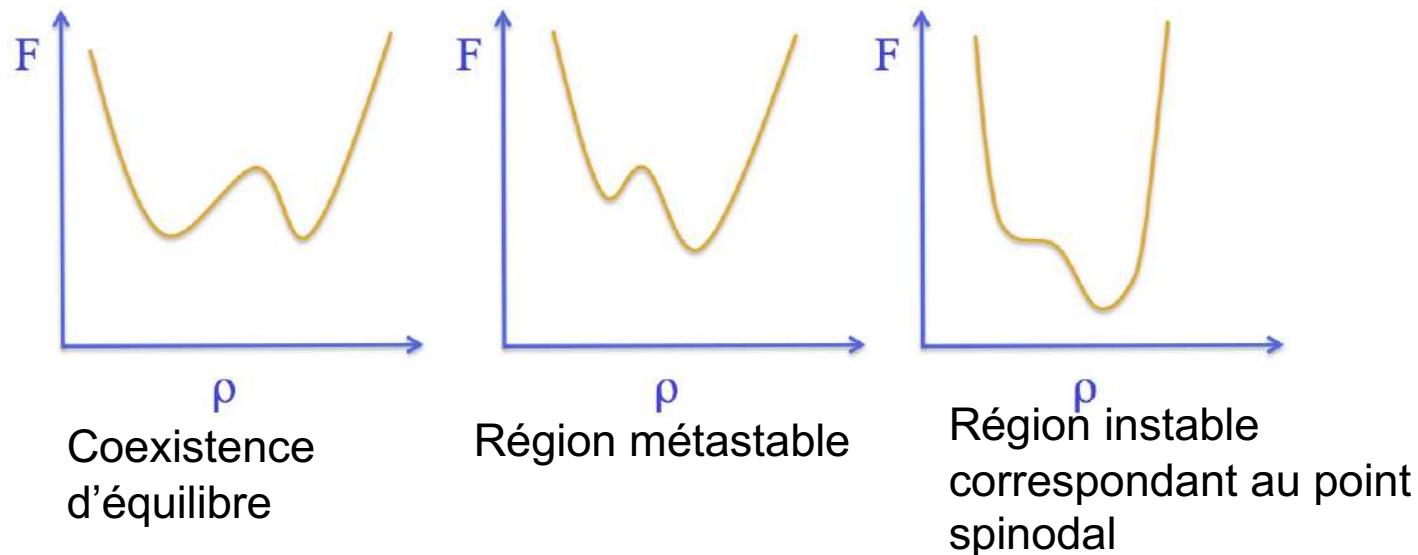 F
ρ
Coexistence
d’équilibre
F
ρ
Région métastable
F
ρ
Région instable
correspondant au point
spinodal